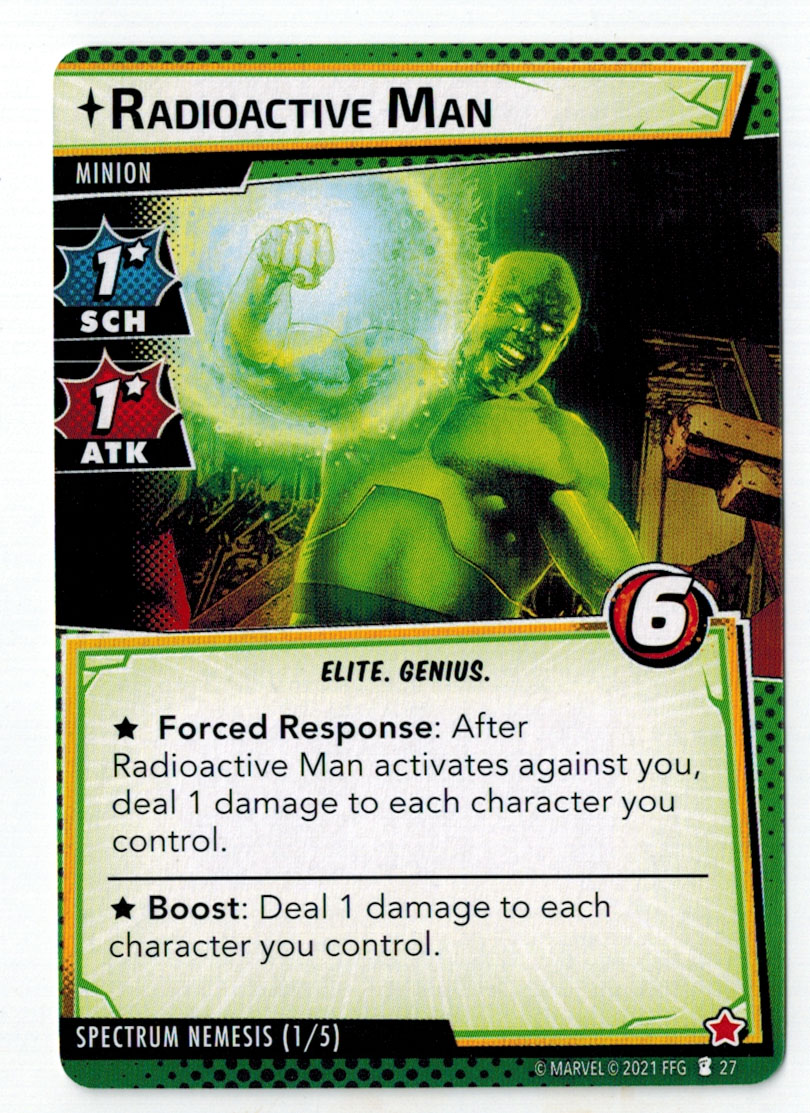 RADIOACTIVE MAN
MINION
1
SCH
1
ATK
6
ELITE. GENIUS.
★ Forced Response: After
Radioactive Man activates against you,
deal 1 damage to each character you
control.
★ Boost: Deal 1 damage to each
character you control.
SPECTRUM NEMESIS (1/5)
© MARVEL © 2021 FFG 27